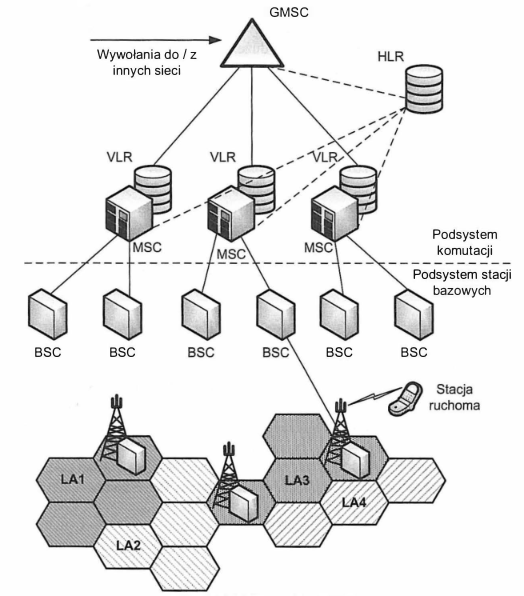 GMSC
Wywołania do / z
innych sieci
HLR
VLR
VLR
VLR
MSC
MSC
MSC
Podsystem
komutacji
Podsystem stacji
bazowych
BSC
BSC
BSC
BSC
BSC
BSC
Stacja
ruchoma
LA1
LA3
LA4
LA2